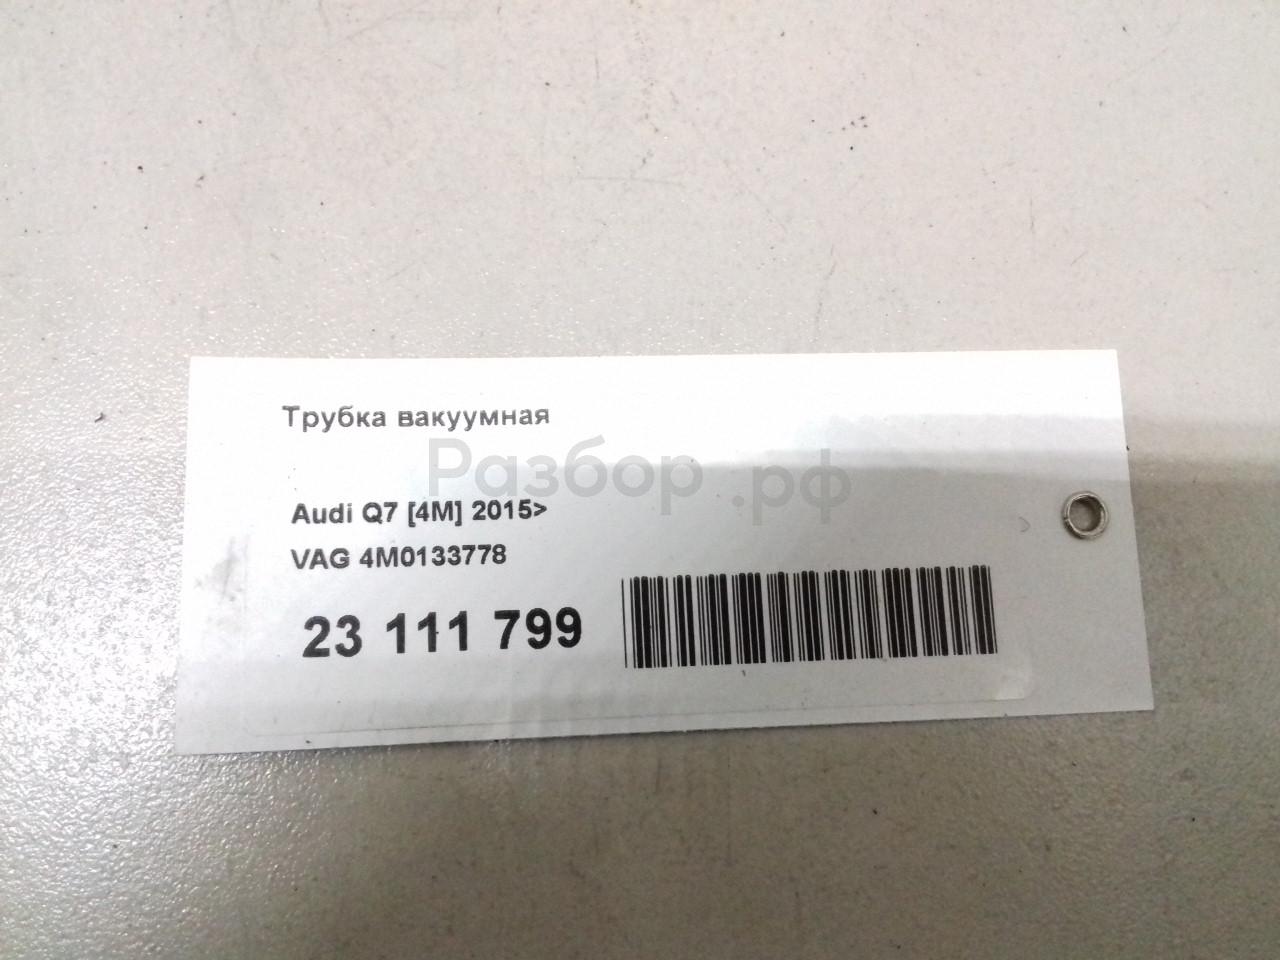 Трубка вакуумная
Разбор.рф
Audi Q7 [4M] 2015>
VAG 4M0133778
23 111 799